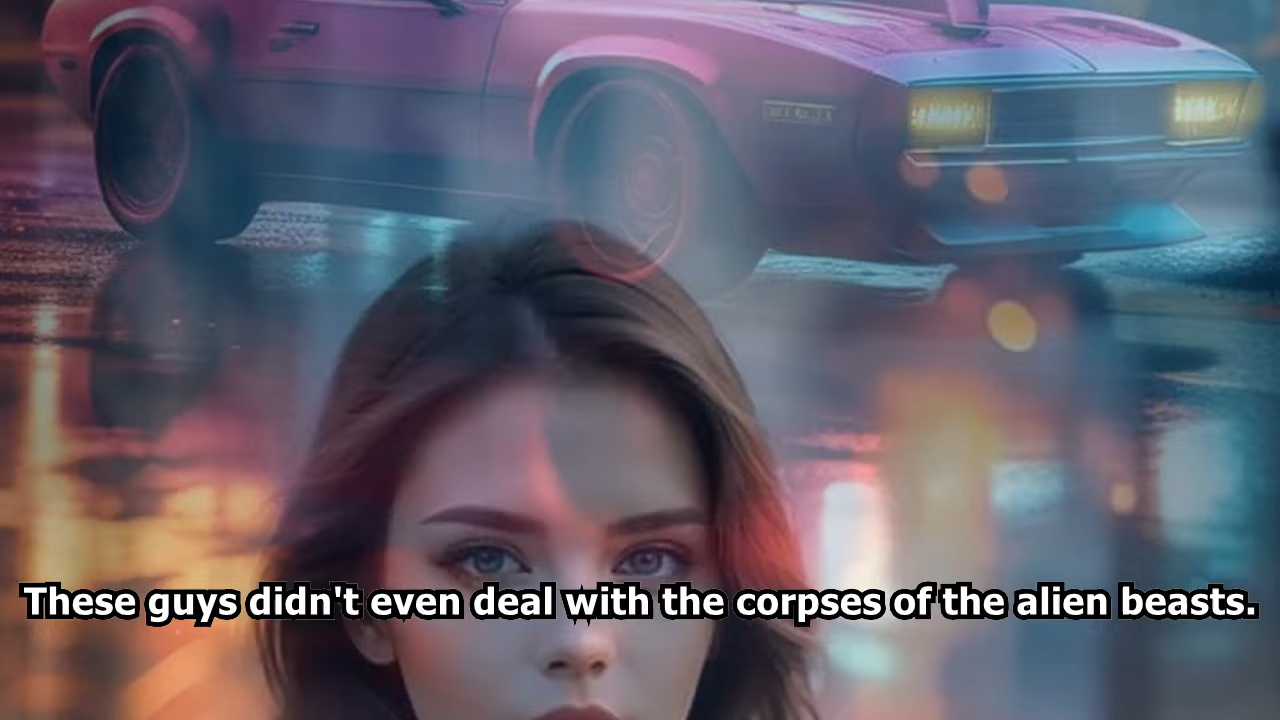 These guys didn't even deal with the corpses of the alien beasts.